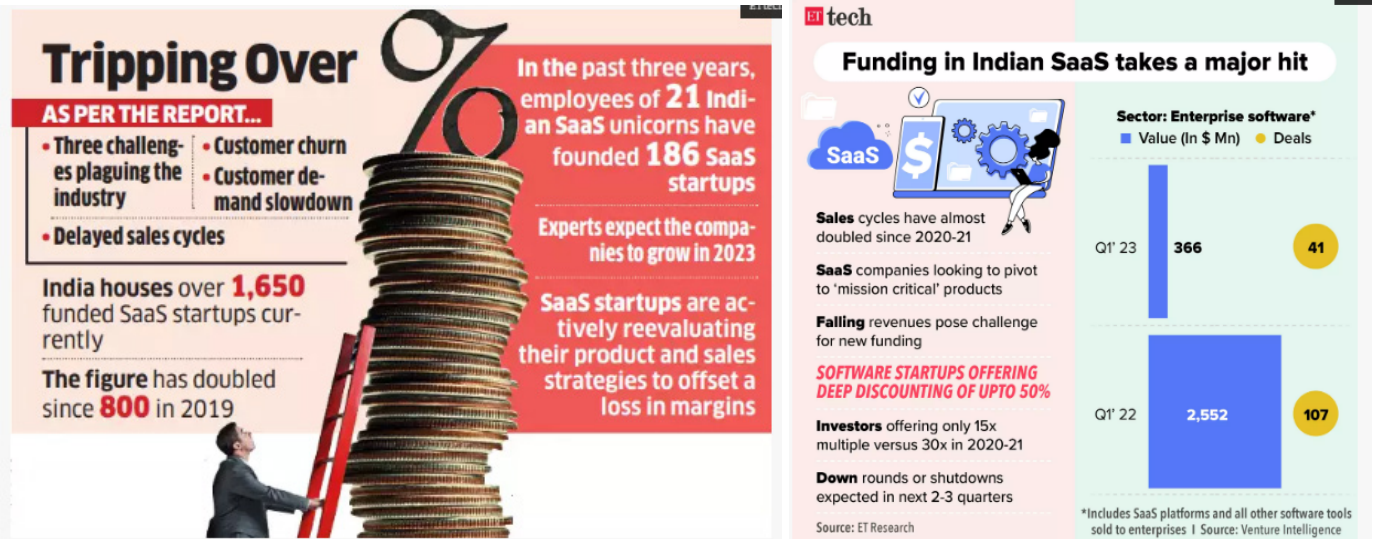 ETtech
Tripping Over
%
AS PER THE REPORT...
• Three challeng-
es plaguing the
industry
• Delayed sales cycles
• Customer churn
• Customer de-
mand slowdown
India houses over 1,650
funded SaaS startups cur-
rently
The figure has doubled
since 800 in 2019
In the past three years,
employees of 21 Indi-
an SaaS unicorns have
founded 186 SaaS
startups
Experts expect the compa-
nies to grow in 2023
SaaS startups are ac-
tively reevaluating
their product and sales
strategies to offset a
loss in margins
ET tech
Funding in Indian SaaS takes a major hit
SaaS
$
Sales cycles have almost
doubled since 2020-21
SaaS companies looking to pivot
to ‘mission critical’ products
Falling revenues pose challenge
for new funding
SOFTWARE STARTUPS OFFERING
DEEP DISCOUNTING OF UPTO 50%
Investors offering only 15x
multiple versus 30x in 2020-21
Down rounds or shutdowns
expected in next 2-3 quarters
Source: ET Research
Sector: Enterprise software*
Value (In $ Mn) Deals
Q1’ 23 366 41
Q1’ 22 2,552 107
*Includes SaaS platforms and all other software tools
sold to enterprises I Source: Venture Intelligence